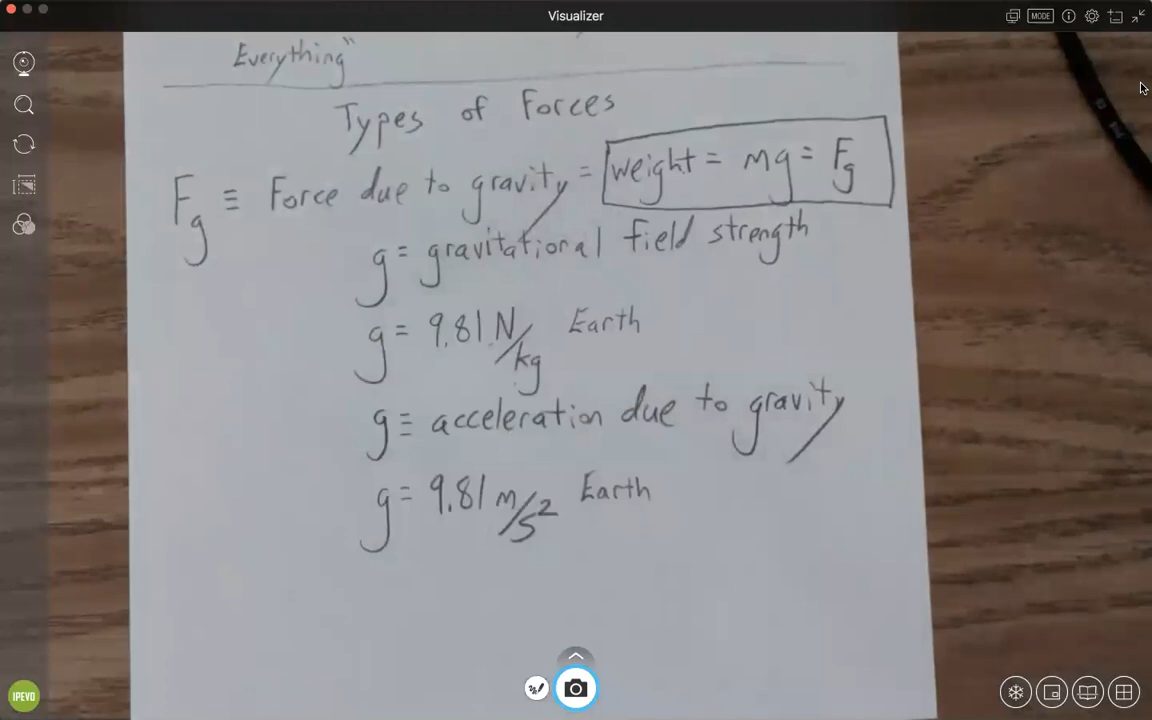 Visualizer
MODE
Everything"
Types of Forces
Fg ≡ Force due to gravity = weight = mg = Fg
g = gravitational field strength
g = 9.81 N/kg Earth
g ≡ acceleration due to gravity
g = 9.81 m/s² Earth
IPEVO